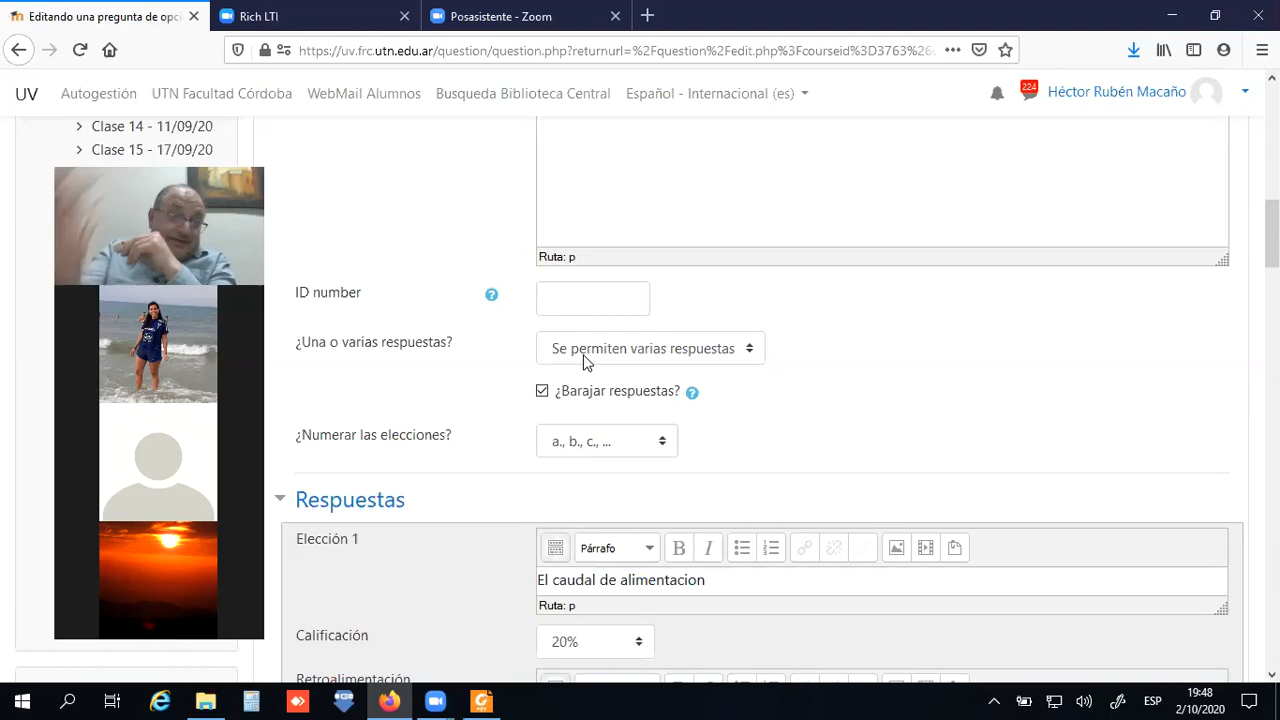 Editando una pregunta de opci
Rich LTI
Posasistente - Zoom
https://uv.frc.utn.edu.ar/question/question.php?returnurl=%2Fquestion%2Fedit.php%3Fcourseid%3D3763%26
UV
Autogestión
UTN Facultad Córdoba
WebMail Alumnos
Busqueda Biblioteca Central
Español - Internacional (es)
224
Héctor Rubén Macaño
Clase 14 - 11/09/20
Clase 15 - 17/09/20
Ruta: p
ID number
¿Una o varias respuestas?
Se permiten varias respuestas
¿Barajar respuestas?
¿Numerar las elecciones?
a., b., c., ...
Respuestas
Elección 1
Párrafo
B I
El caudal de alimentacion
Ruta: p
Calificación
20%
Retroalimentación
ESP
19:48
2/10/2020